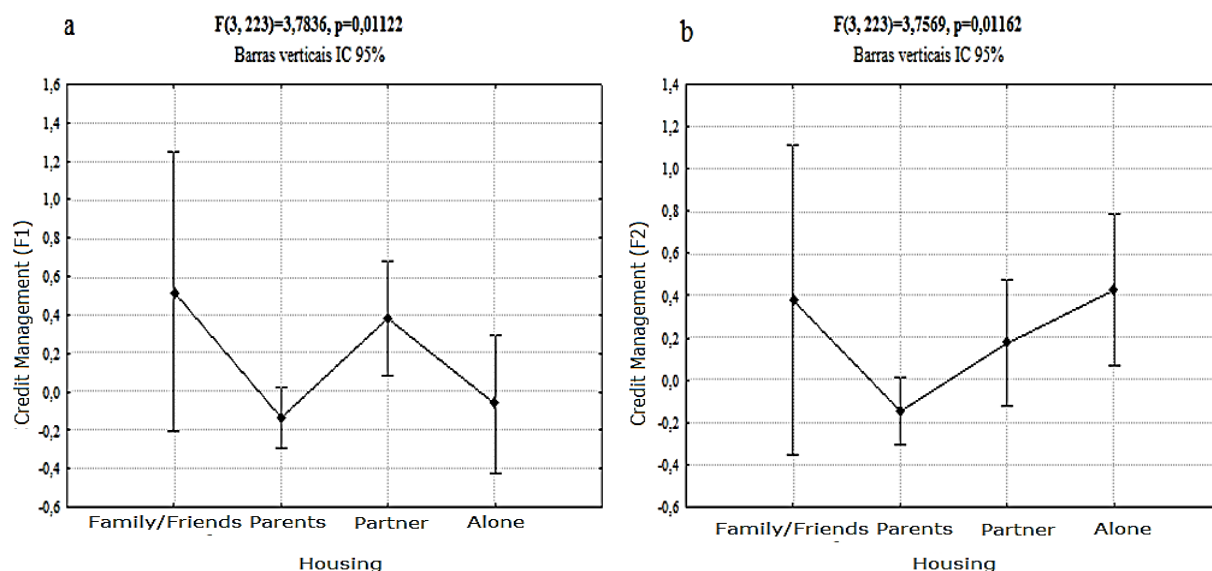 a
F(3, 223)=3,7836, p=0,01122
Barras verticais IC 95%
1,6
1,4
1,2
1,0
0,8
0,6
0,4
0,2
0,0
-0,2
-0,4
-0,6
Credit Management (F1)
Family/Friends Parents Partner Alone
Housing
b
F(3, 223)=3,7569, p=0,01162
Barras verticais IC 95%
1,4
1,2
1,0
0,8
0,6
0,4
0,2
0,0
-0,2
-0,4
-0,6
Credit Management (F2)
Family/Friends Parents Partner Alone
Housing